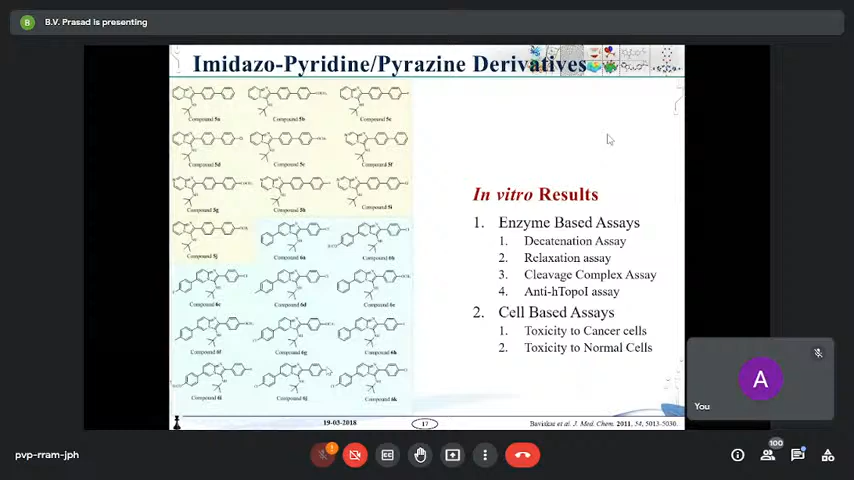 B
B.V. Prasad is presenting
Imidazo-Pyridine/Pyrazine Derivatives
Compound 5a
Compound 5b
Compound 5c
Compound 5d
Compound 5e
Compound 5f
Compound 5g
Compound 5h
Compound 5i
Compound 5j
Compound 6a
Compound 6b
Compound 6c
Compound 6d
Compound 6e
Compound 6f
Compound 6g
Compound 6h
Compound 6i
Compound 6j
Compound 6k
In vitro Results
1. Enzyme Based Assays
1. Decatenation Assay
2. Relaxation assay
3. Cleavage Complex Assay
4. Anti-hTopoI assay
2. Cell Based Assays
1. Toxicity to Cancer cells
2. Toxicity to Normal Cells
19-03-2018
17
Baviskar et al. J. Med. Chem. 2011, 54, 5013-5030.
A
You
pvp-rram-jph
100